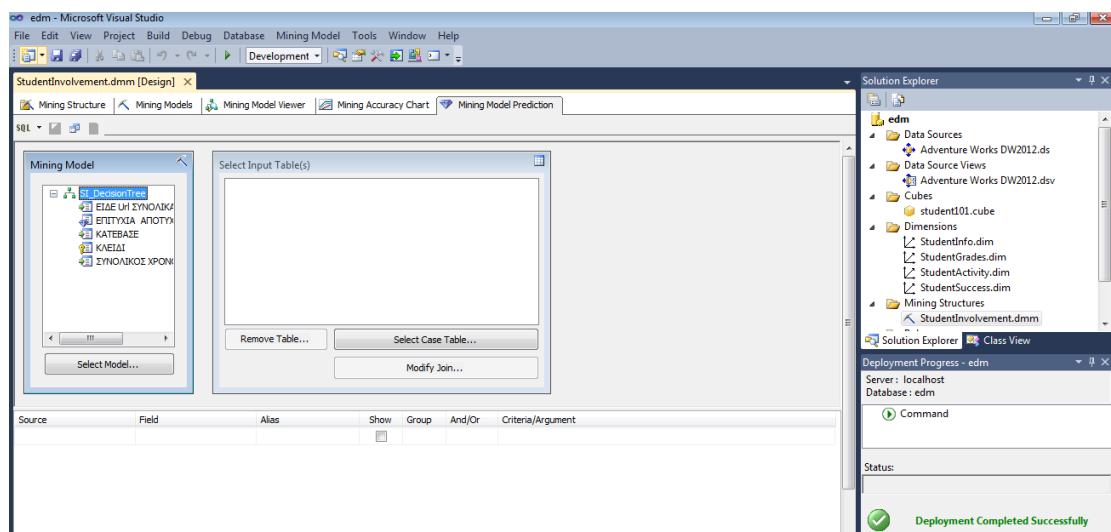 edm - Microsoft Visual Studio
File Edit View Project Build Debug Database Mining Model Tools Window Help
Development
StudentInvolvement.dmm [Design]
Mining Structure Mining Models Mining Model Viewer Mining Accuracy Chart Mining Model Prediction
SQL
Mining Model
SI_DecisionTree
ΕΙΔΕ Url ΣΥΝΟΛΙΚΑ
ΕΠΙΤΥΧΙΑ ΑΠΟΤΥΧ
ΚΑΤΕΒΑΣΕ
ΚΛΕΙΔΙ
ΣΥΝΟΛΙΚΟΣ ΧΡΟΝΟ
Select Model...
Select Input Table(s)
Remove Table... Select Case Table...
Modify Join...
Source Field Alias Show Group And/Or Criteria/Argument
Solution Explorer
edm
Data Sources
Adventure Works DW2012.ds
Data Source Views
Adventure Works DW2012.dsv
Cubes
student101.cube
Dimensions
StudentInfo.dim
StudentGrades.dim
StudentActivity.dim
StudentSuccess.dim
Mining Structures
StudentInvolvement.dmm
Solution Explorer Class View
Deployment Progress - edm
Server : localhost
Database : edm
Command
Status:
Deployment Completed Successfully